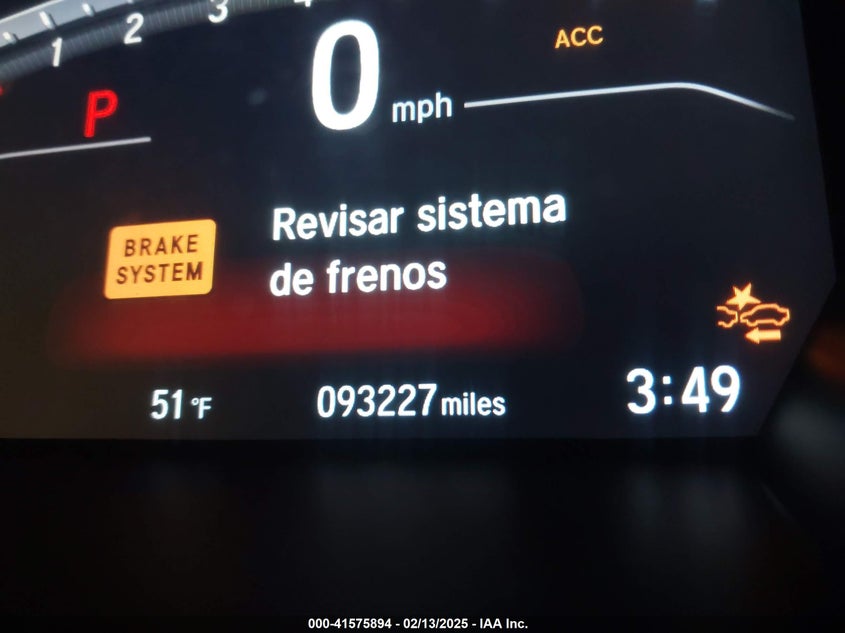 1 2 3 4
0 mph
ACC
P
BRAKE
SYSTEM
Revisar sistema
de frenos
51 °F
093227 miles
3:49
000-41575894 - 02/13/2025 - IAA Inc.